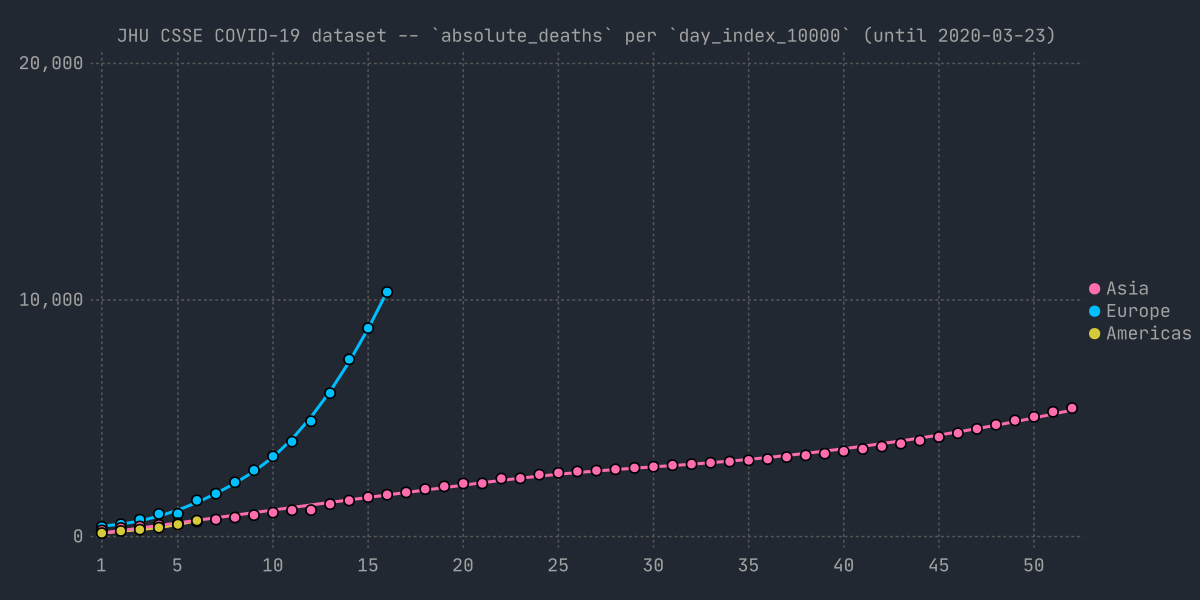 JHU CSSE COVID-19 dataset -- `absolute_deaths` per `day_index_10000` (until 2020-03-23)
20,000
10,000
0
1 5 10 15 20 25 30 35 40 45 50
Asia
Europe
Americas